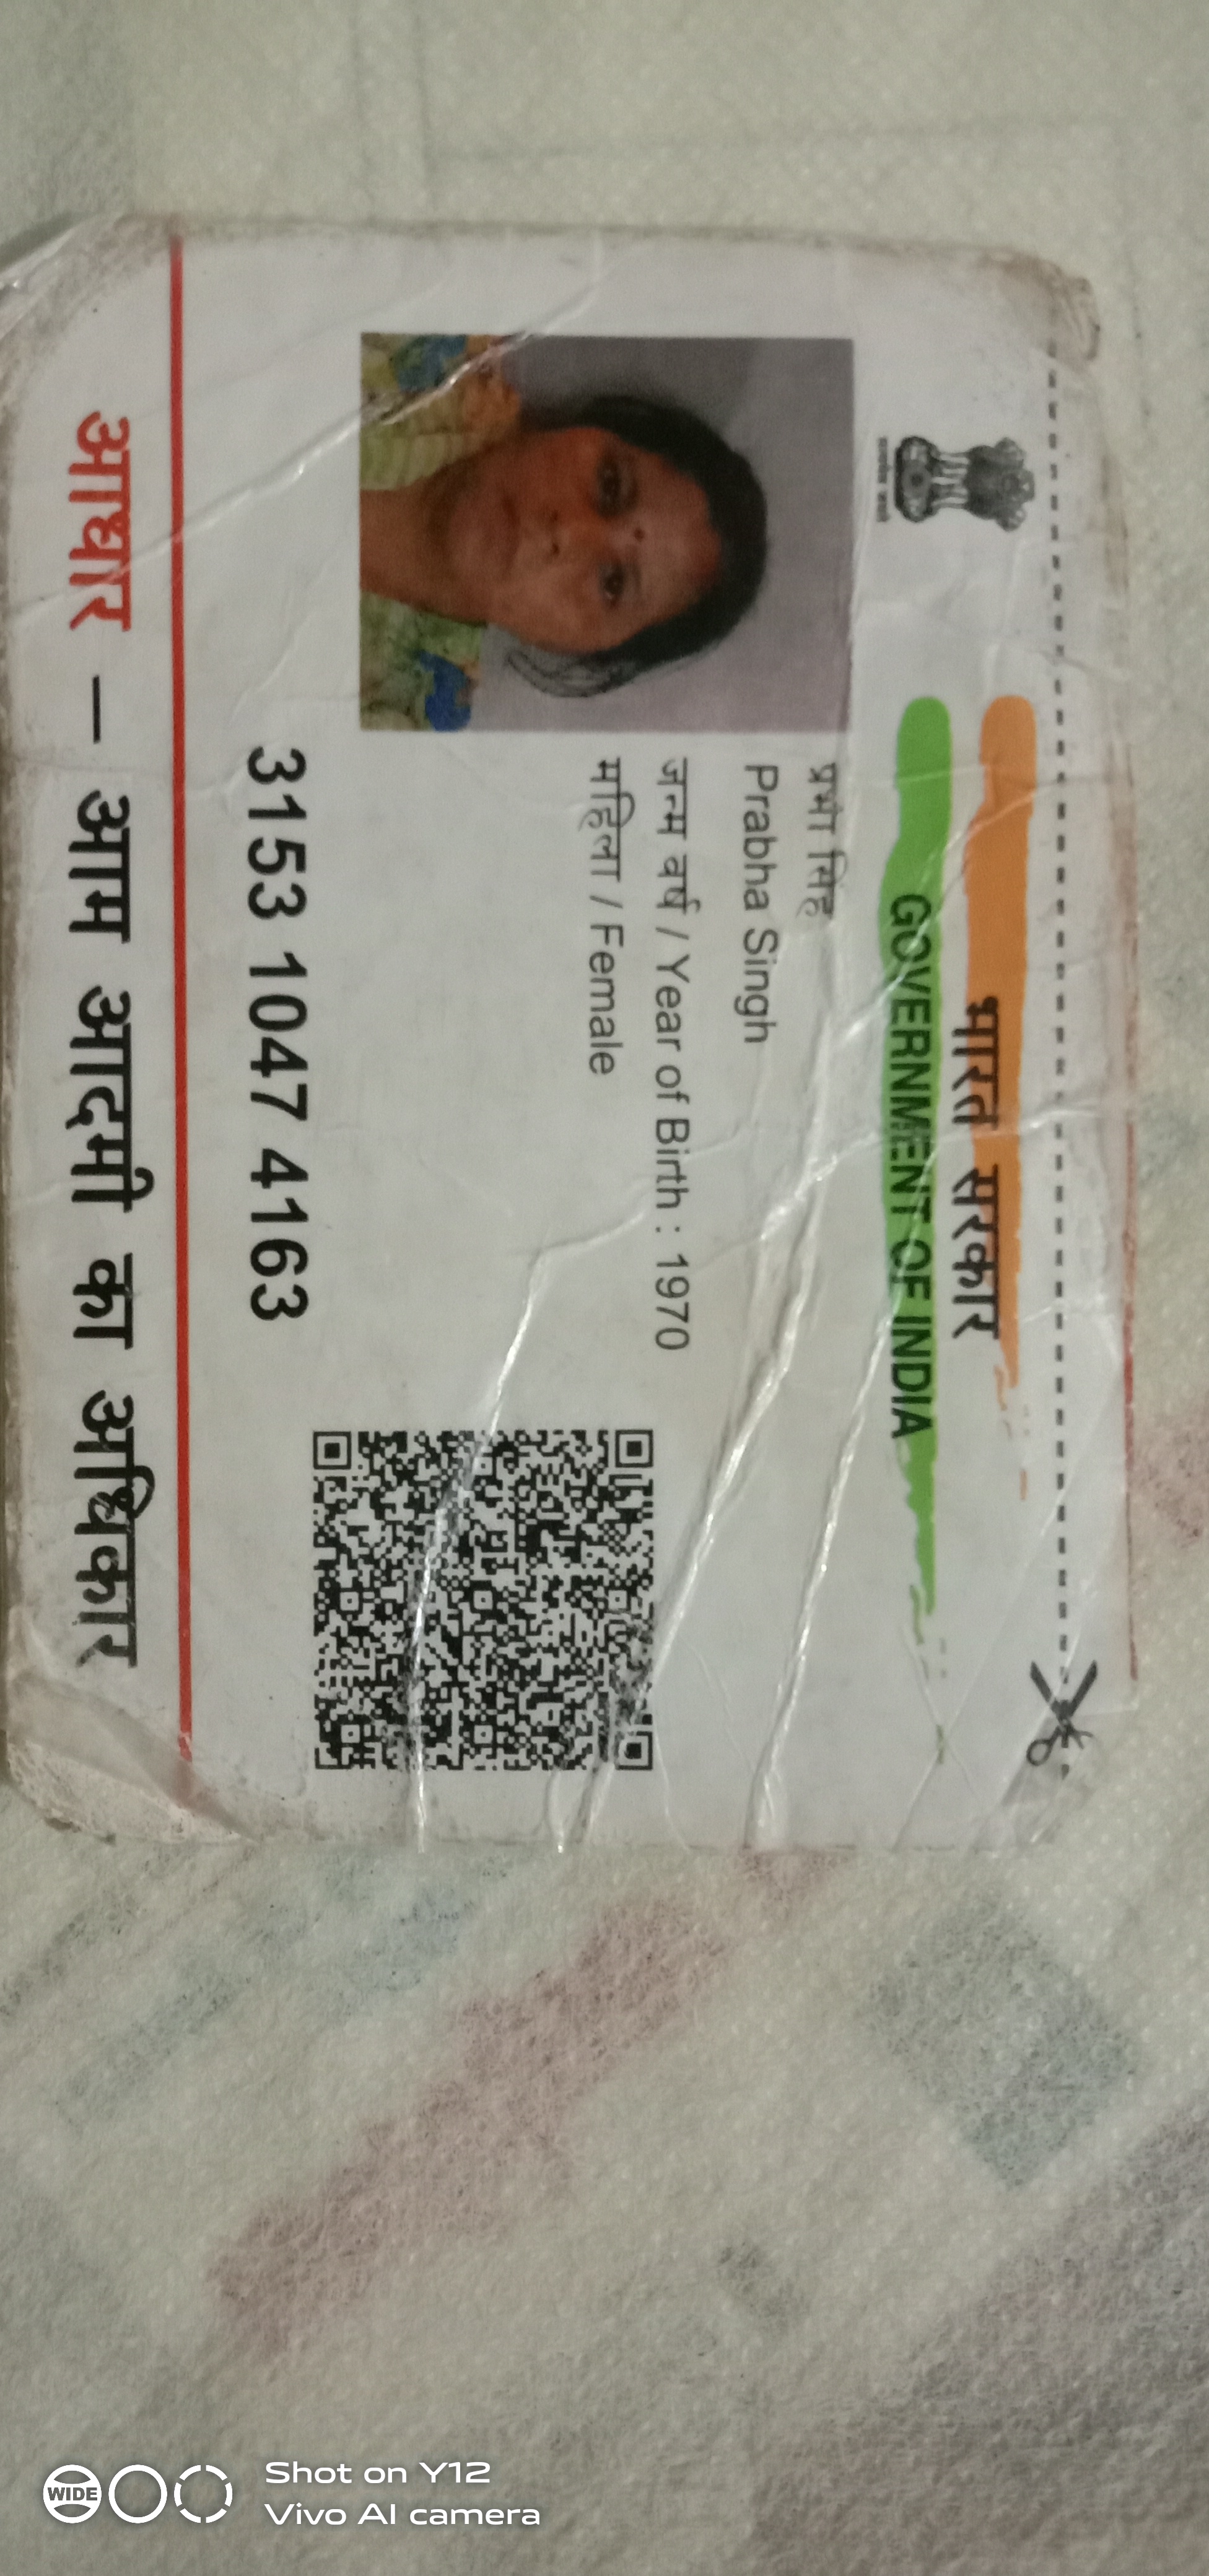 भारत सरकार
GOVERNMENT OF INDIA
प्रभा सिंह
Prabha Singh
जन्म वर्ष / Year of Birth : 1970
महिला / Female
3153 1047 4163
आधार – आम आदमी का अधिकार
WIDE
Shot on Y12
Vivo AI camera